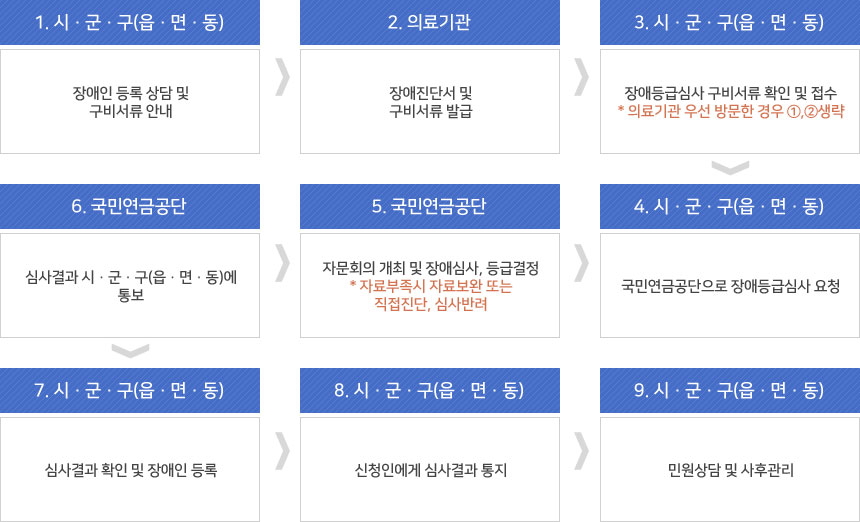 1. 시 · 군 · 구(읍 · 면 · 동)
장애인 등록 상담 및
구비서류 안내
2. 의료기관
장애진단서 및
구비서류 발급
3. 시 · 군 · 구(읍 · 면 · 동)
장애등급심사 구비서류 확인 및 접수
* 의료기관 우선 방문한 경우 ①,②생략
4. 시 · 군 · 구(읍 · 면 · 동)
국민연금공단으로 장애등급심사 요청
5. 국민연금공단
자문회의 개최 및 장애심사, 등급결정
* 자료부족시 자료보완 또는
직접진단, 심사반려
6. 국민연금공단
심사결과 시 · 군 · 구(읍 · 면 · 동)에
통보
7. 시 · 군 · 구(읍 · 면 · 동)
심사결과 확인 및 장애인 등록
8. 시 · 군 · 구(읍 · 면 · 동)
신청인에게 심사결과 통지
9. 시 · 군 · 구(읍 · 면 · 동)
민원상담 및 사후관리